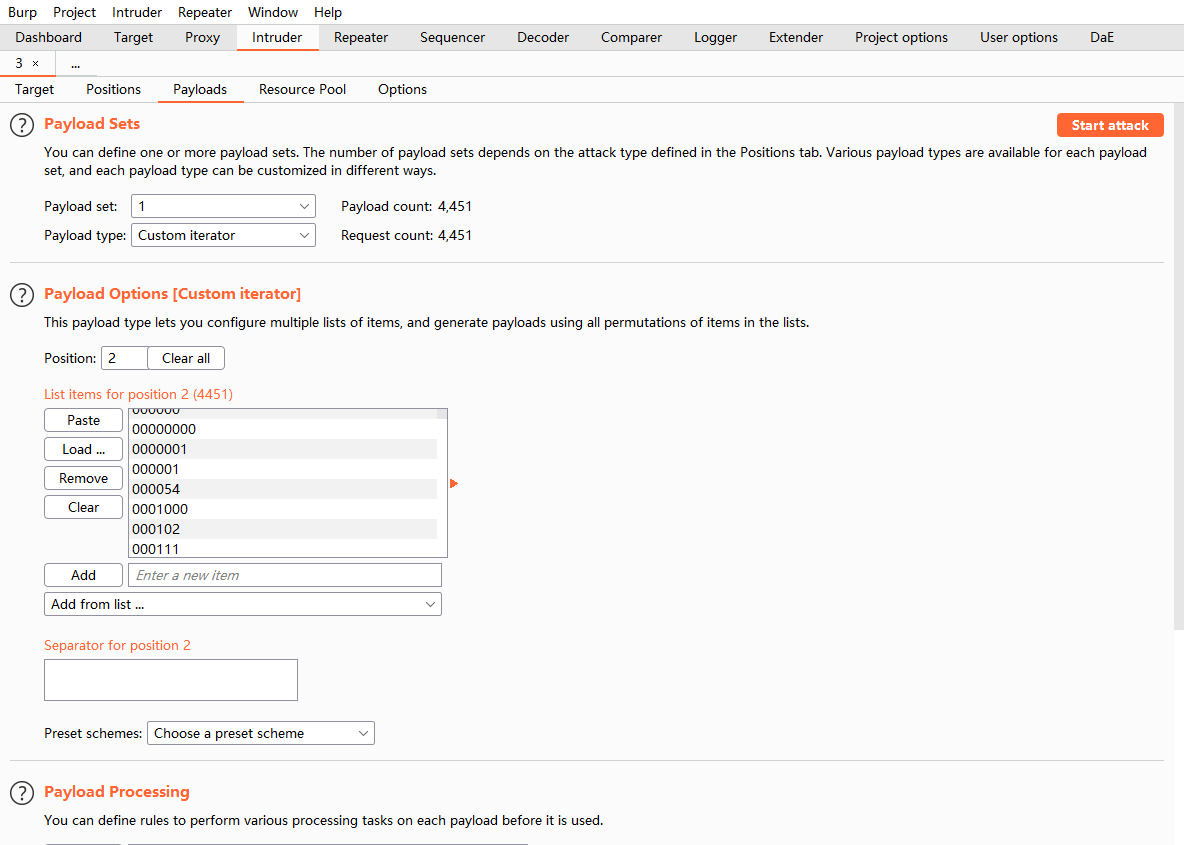 Burp Project Intruder Repeater Window Help
Dashboard Target Proxy Intruder Repeater Sequencer Decoder Comparer Logger Extender Project options User options DaE
3 × ...
Target Positions Payloads Resource Pool Options
? Payload Sets Start attack
You can define one or more payload sets. The number of payload sets depends on the attack type defined in the Positions tab. Various payload types are available for each payload
set, and each payload type can be customized in different ways.
Payload set: 1 Payload count: 4,451
Payload type: Custom iterator Request count: 4,451
? Payload Options [Custom iterator]
This payload type lets you configure multiple lists of items, and generate payloads using all permutations of items in the lists.
Position: 2 Clear all
List items for position 2 (4451)
000000
Paste
00000000
Load ... 0000001
000001
Remove
000054
Clear 0001000
000102
000111
Add Enter a new item
Add from list ...
Separator for position 2
Preset schemes: Choose a preset scheme
? Payload Processing
You can define rules to perform various processing tasks on each payload before it is used.